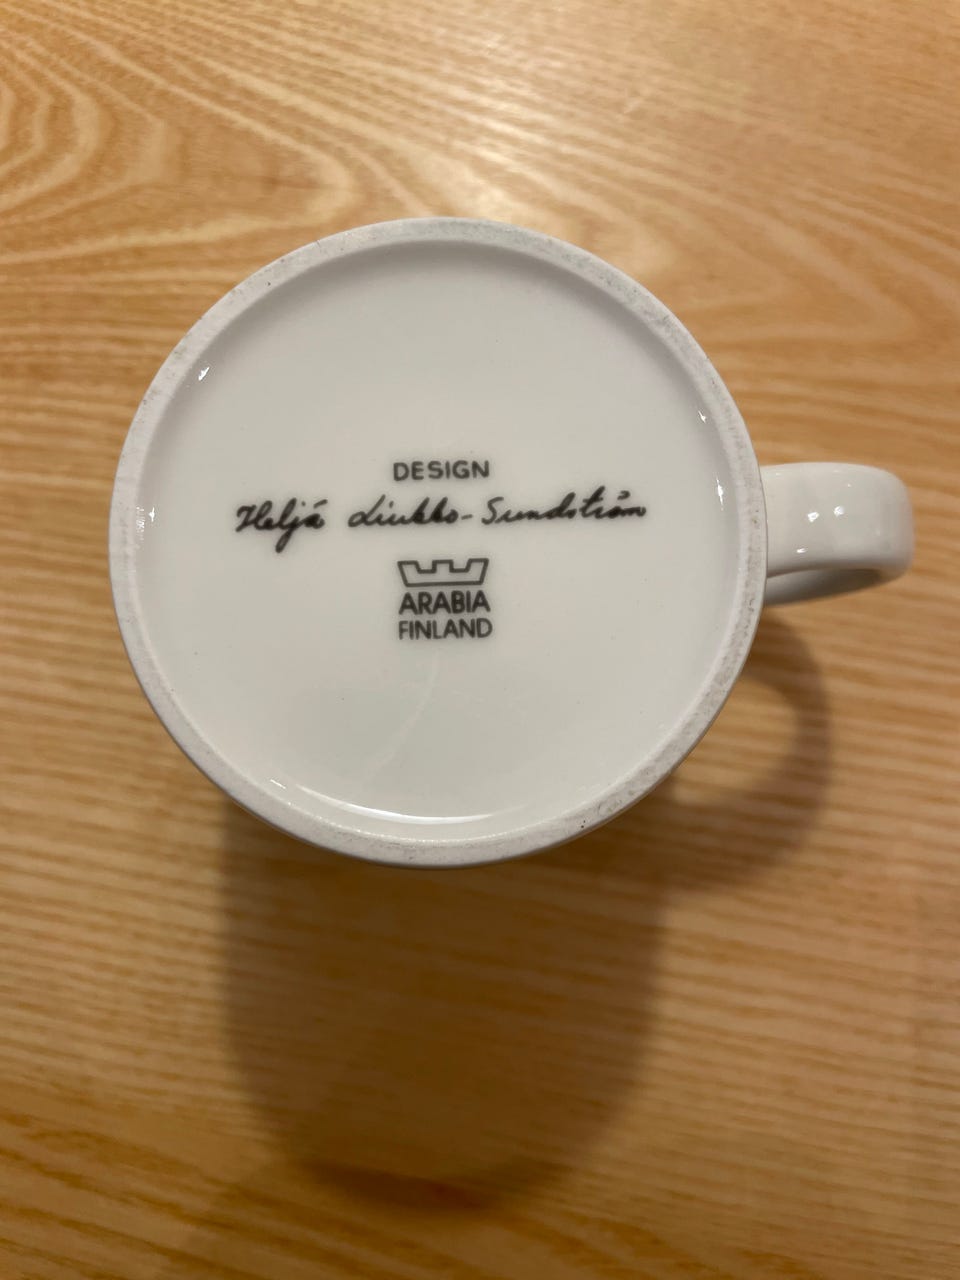 DESIGN
Heljä Liukko-Sundström
ARABIA
FINLAND